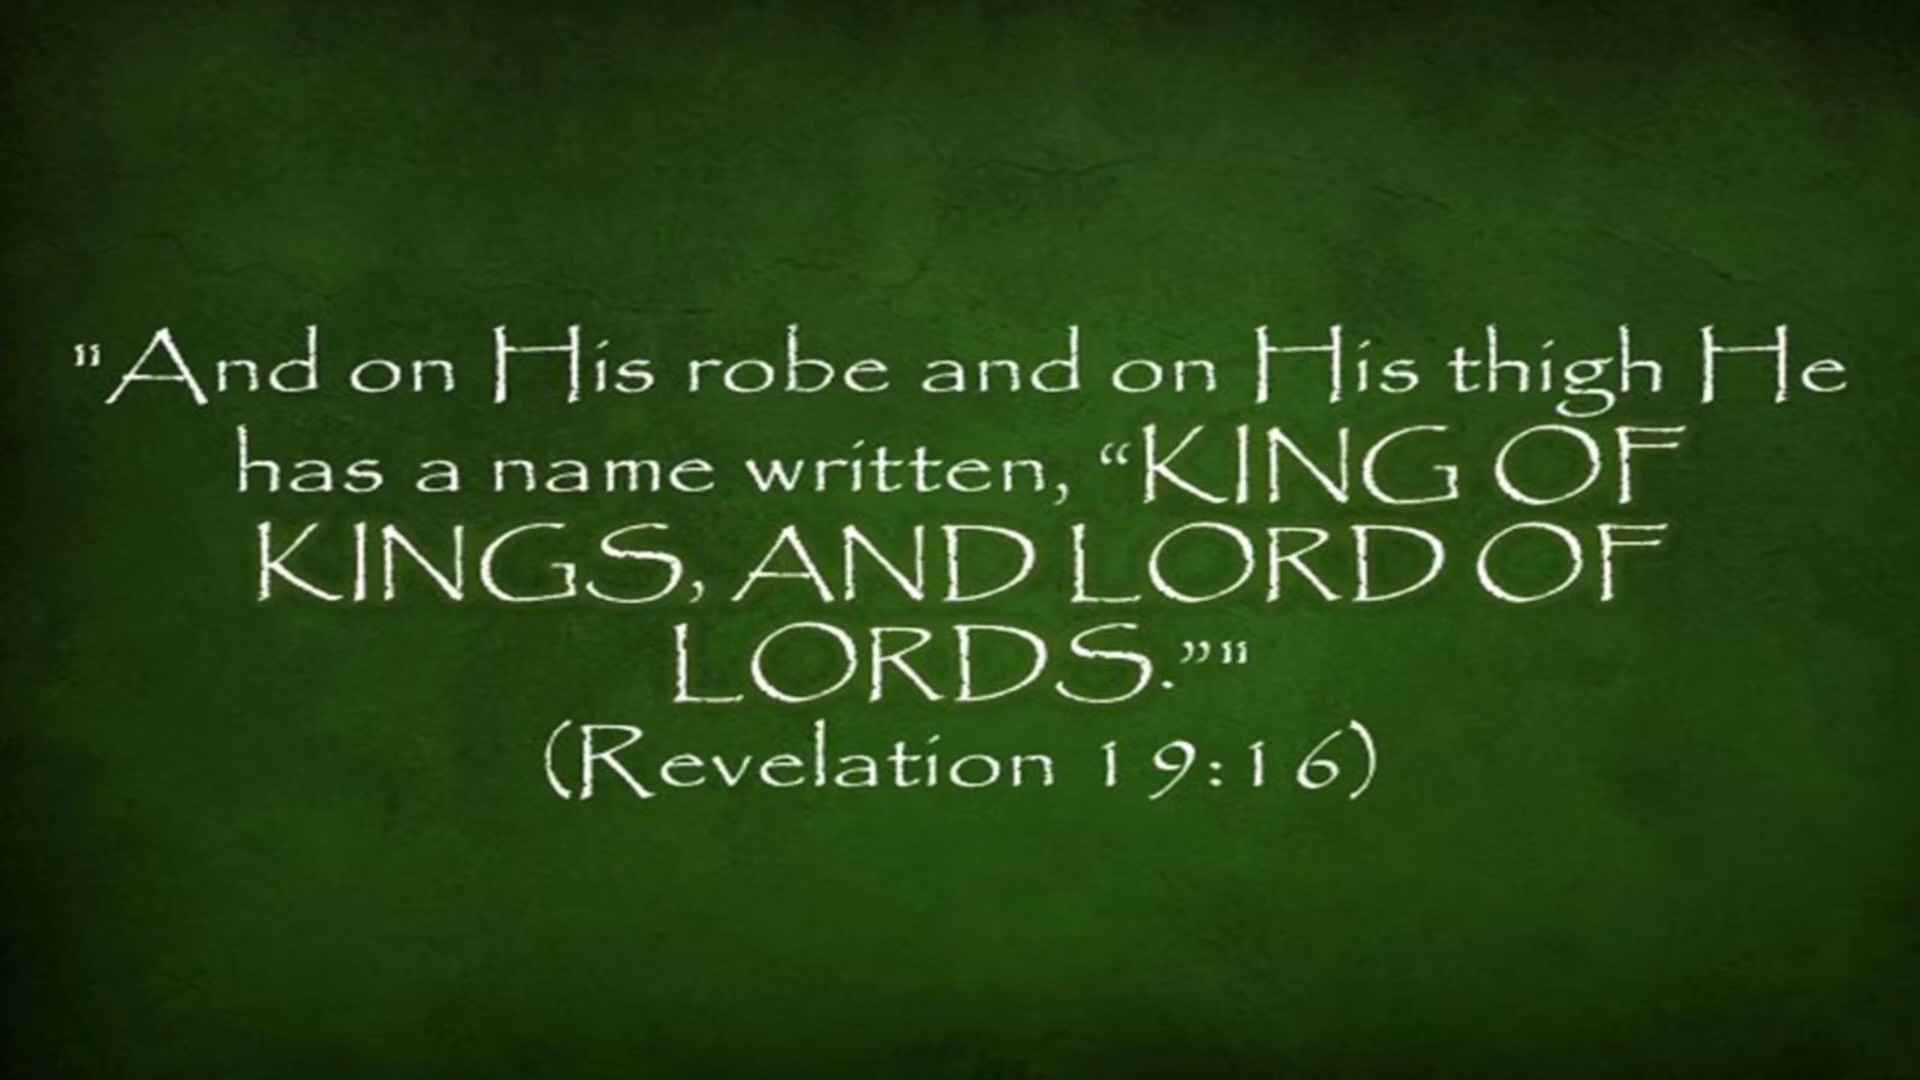 "And on His robe and on His thigh He
has a name written, “KING OF
KINGS, AND LORD OF
LORDS.”"
(Revelation 19:16)